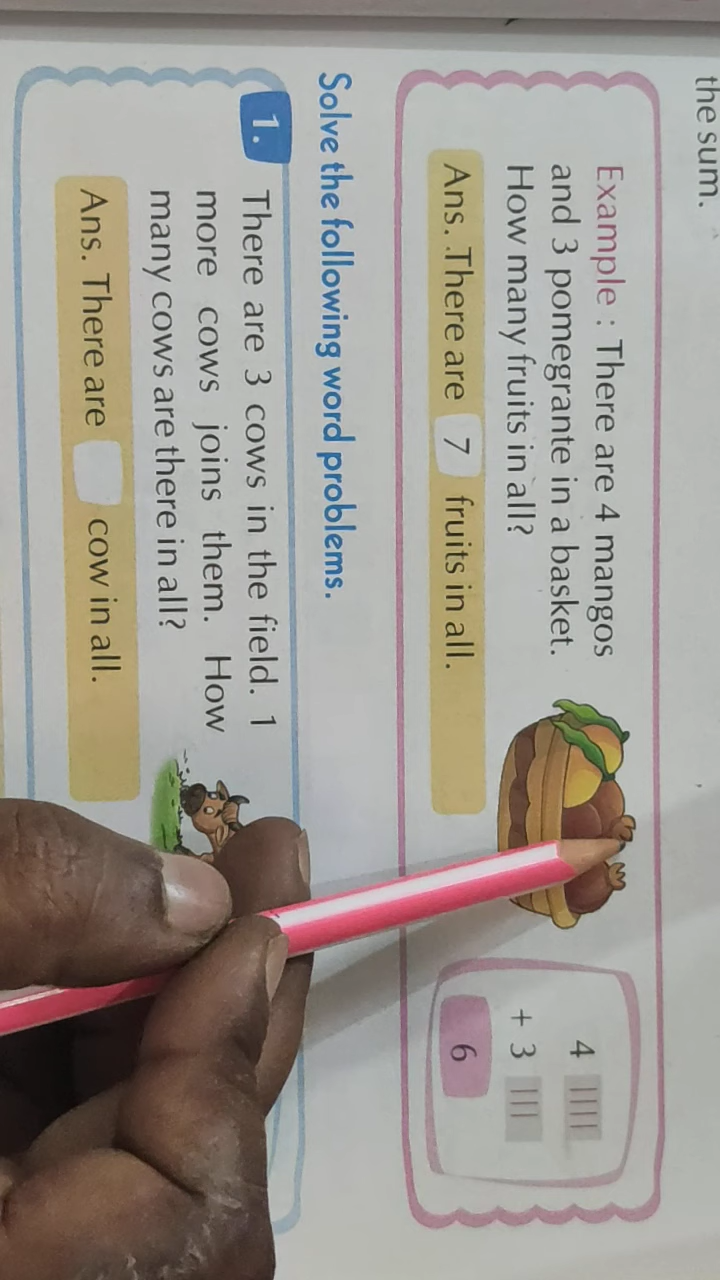 the sum.
Example : There are 4 mangos
and 3 pomegrante in a basket.
How many fruits in all?
Ans. There are 7 fruits in all.
4
+ 3
6
Solve the following word problems.
1. There are 3 cows in the field. 1
more cows joins them. How
many cows are there in all?
Ans. There are cow in all.